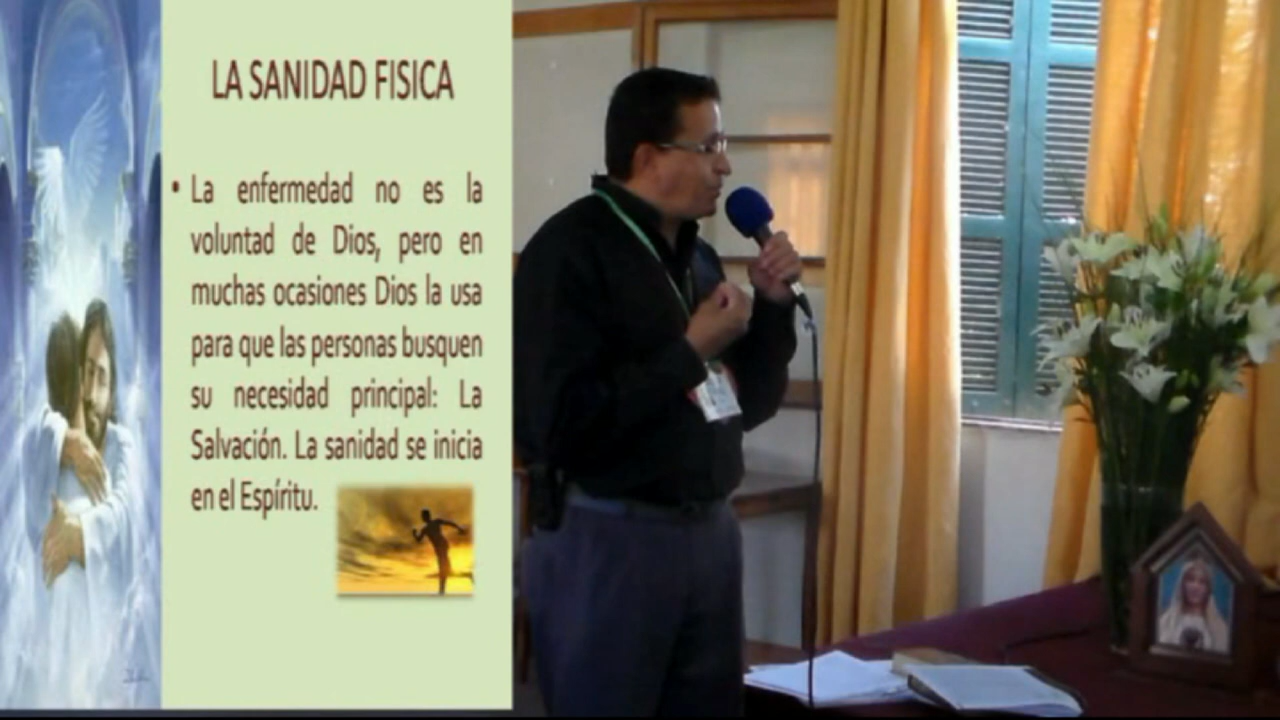 LA SANIDAD FISICA
• La enfermedad no es la
voluntad de Dios, pero en
muchas ocasiones Dios la usa
para que las personas busquen
su necesidad principal: La
Salvación. La sanidad se inicia
en el Espíritu.